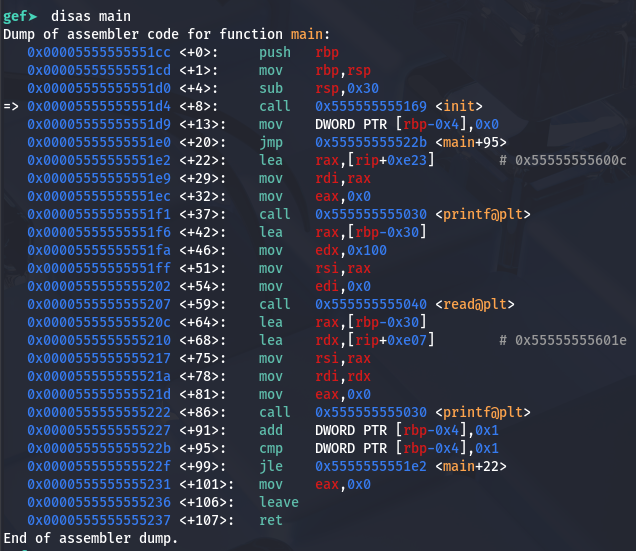 gef➤  disas main
Dump of assembler code for function main:
   0x00005555555551cc <+0>:     push   rbp
   0x00005555555551cd <+1>:     mov    rbp,rsp
   0x00005555555551d0 <+4>:     sub    rsp,0x30
=> 0x00005555555551d4 <+8>:     call   0x555555555169 <init>
   0x00005555555551d9 <+13>:    mov    DWORD PTR [rbp-0x4],0x0
   0x00005555555551e0 <+20>:    jmp    0x55555555522b <main+95>
   0x00005555555551e2 <+22>:    lea    rax,[rip+0xe23]        # 0x55555555600c
   0x00005555555551e9 <+29>:    mov    rdi,rax
   0x00005555555551ec <+32>:    mov    eax,0x0
   0x00005555555551f1 <+37>:    call   0x555555555030 <printf@plt>
   0x00005555555551f6 <+42>:    lea    rax,[rbp-0x30]
   0x00005555555551fa <+46>:    mov    edx,0x100
   0x00005555555551ff <+51>:    mov    rsi,rax
   0x0000555555555202 <+54>:    mov    edi,0x0
   0x0000555555555207 <+59>:    call   0x555555555040 <read@plt>
   0x000055555555520c <+64>:    lea    rax,[rbp-0x30]
   0x0000555555555210 <+68>:    lea    rdx,[rip+0xe07]        # 0x55555555601e
   0x0000555555555217 <+75>:    mov    rsi,rax
   0x000055555555521a <+78>:    mov    rdi,rdx
   0x000055555555521d <+81>:    mov    eax,0x0
   0x0000555555555222 <+86>:    call   0x555555555030 <printf@plt>
   0x0000555555555227 <+91>:    add    DWORD PTR [rbp-0x4],0x1
   0x000055555555522b <+95>:    cmp    DWORD PTR [rbp-0x4],0x1
   0x000055555555522f <+99>:    jle    0x5555555551e2 <main+22>
   0x0000555555555231 <+101>:   mov    eax,0x0
   0x0000555555555236 <+106>:   leave
   0x0000555555555237 <+107>:   ret
End of assembler dump.